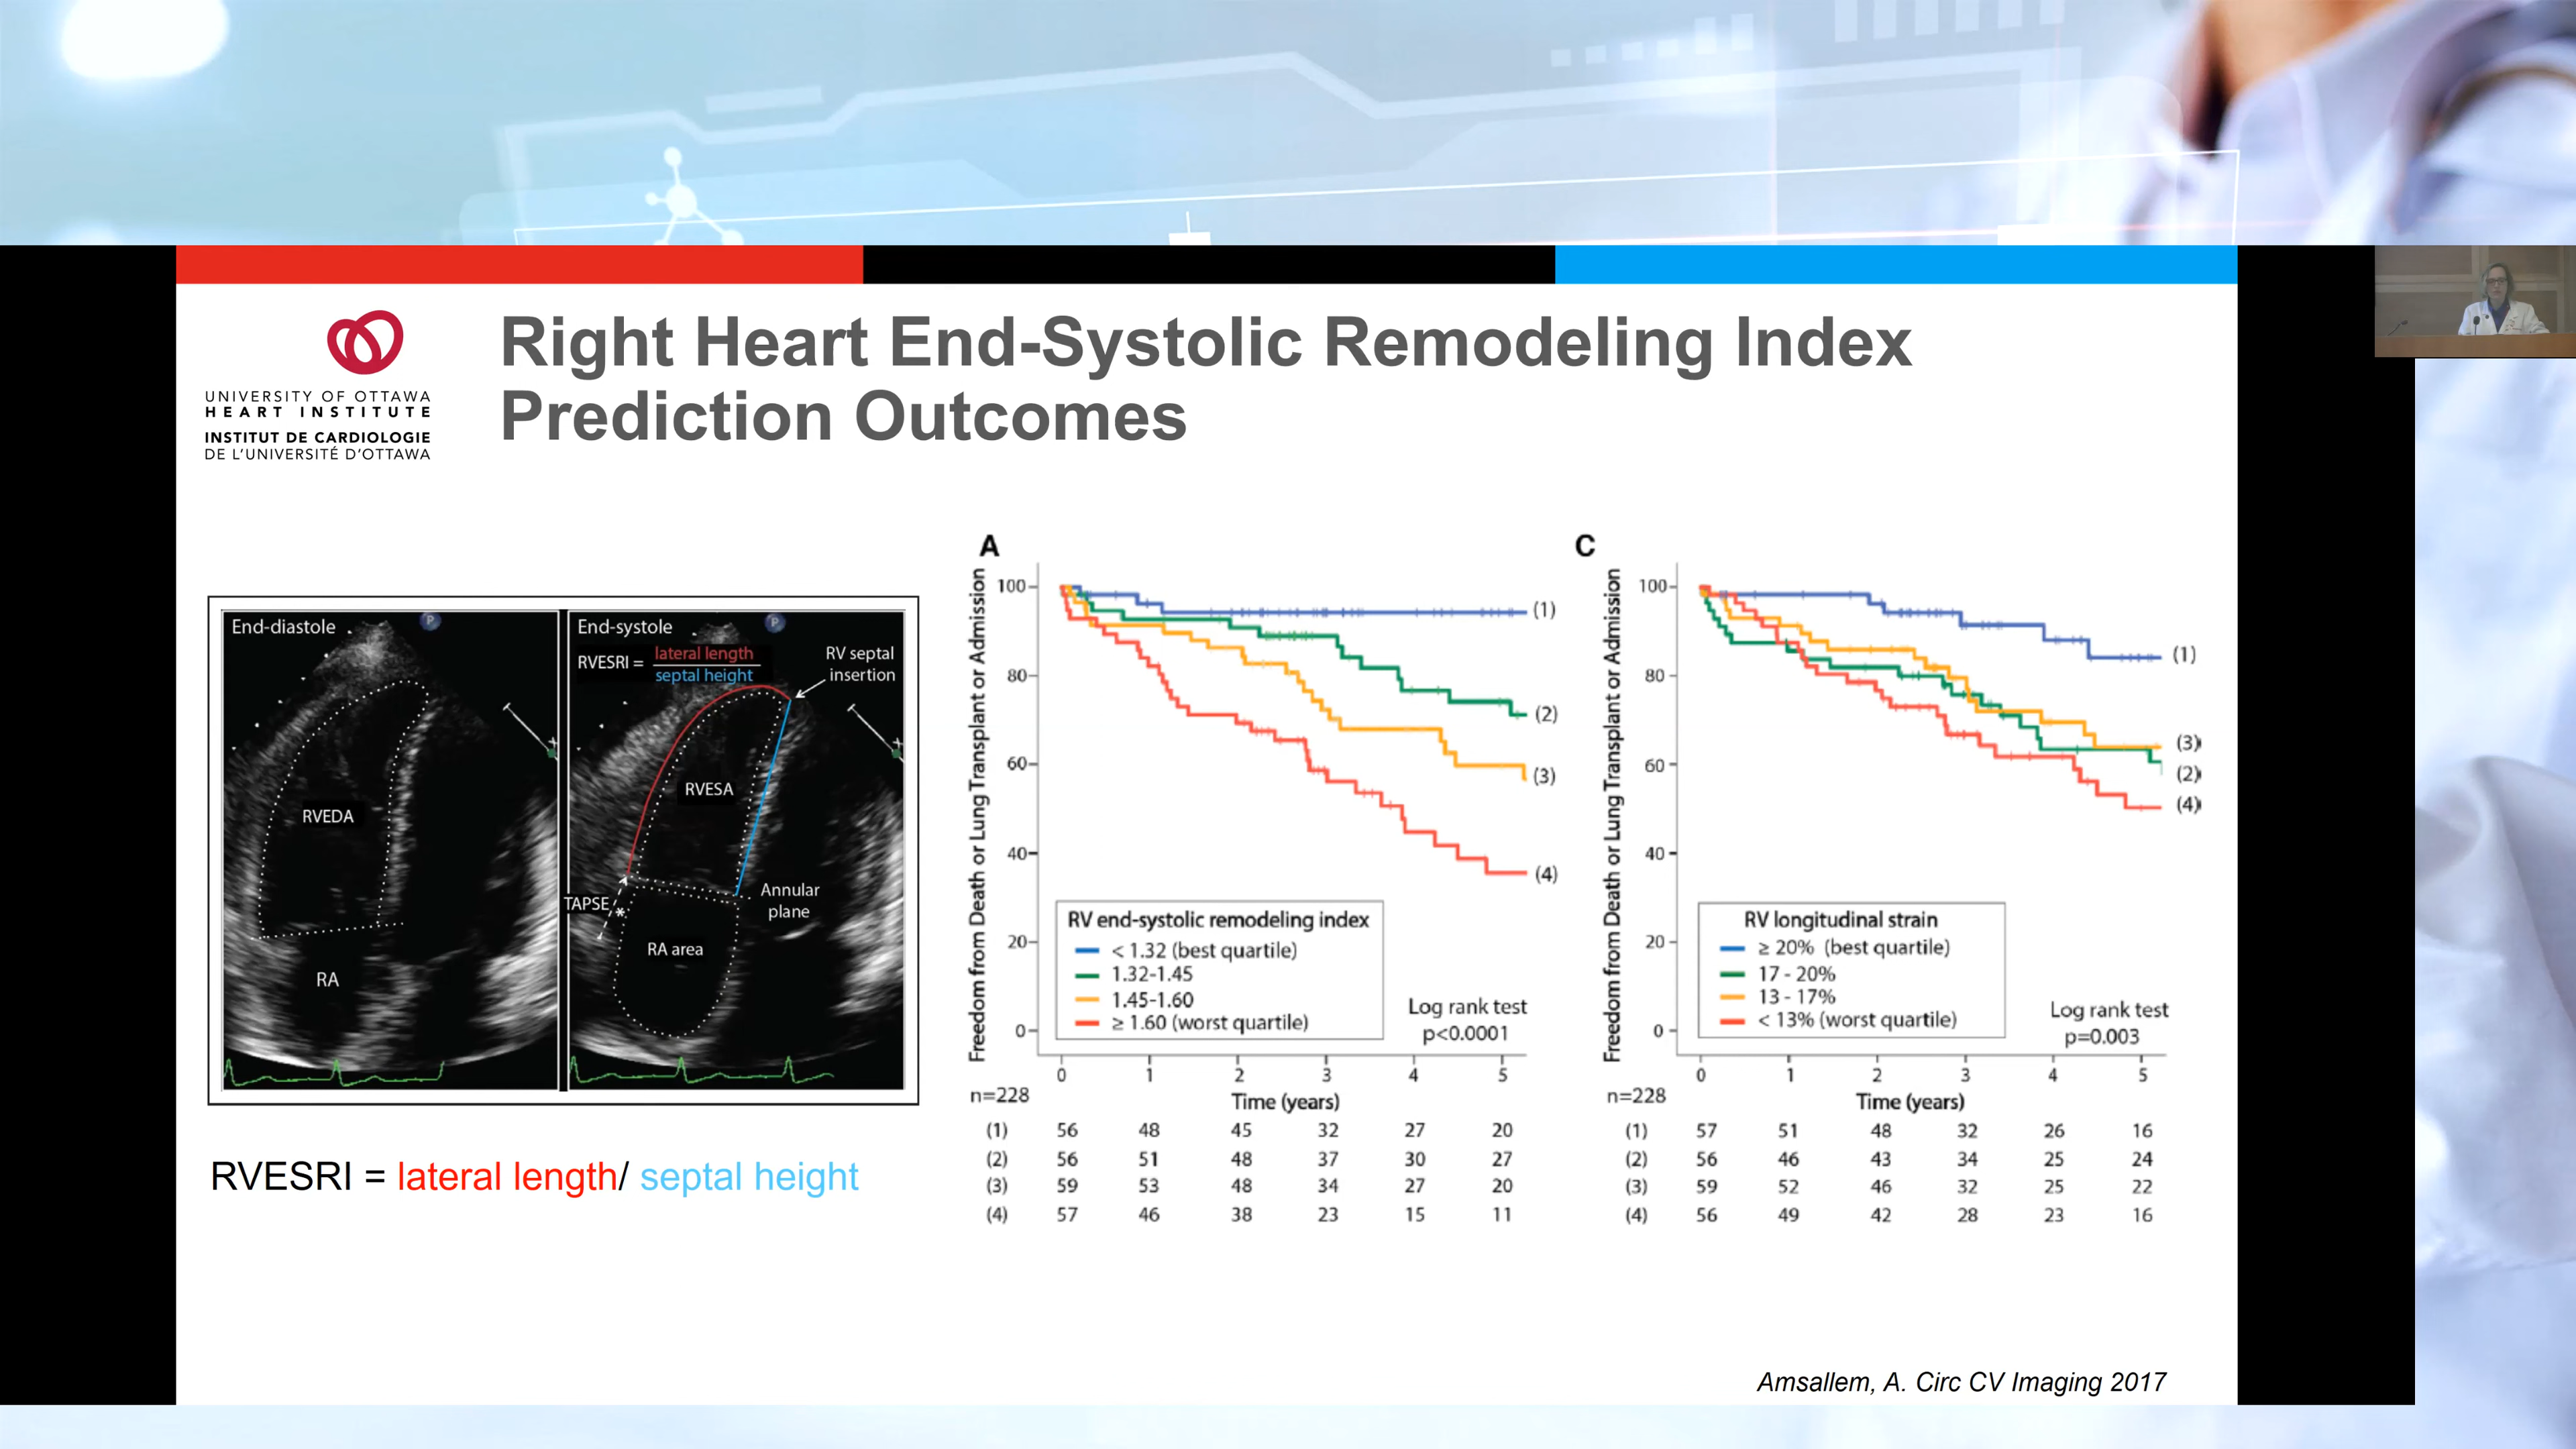 Right Heart End-Systolic Remodeling Index
Prediction Outcomes
UNIVERSITY OF OTTAWA
HEART INSTITUTE
INSTITUT DE CARDIOLOGIE
DE L'UNIVERSITÉ D'OTTAWA
End-diastole
P
RVEDA
RA
End-systole
P
RVESRI = lateral length
septal height
RV septal
insertion
RVESA
TAPSE
*
Annular
plane
RA area
RVESRI = lateral length/ septal height
A
Freedom from Death or Lung Transplant or Admission
100
80
60
40
20
0
(1)
(2)
(3)
(4)
RV end-systolic remodeling index
< 1.32 (best quartile)
1.32-1.45
1.45-1.60
≥ 1.60 (worst quartile)
Log rank test
p<0.0001
0 1 2 3 4 5
n=228
Time (years)
(1) 56 48 45 32 27 20
(2) 56 51 48 37 30 27
(3) 59 53 48 34 27 20
(4) 57 46 38 23 15 11
C
Freedom from Death or Lung Transplant or Admission
100
80
60
40
20
0
(1)
(3)
(2)
(4)
RV longitudinal strain
≥ 20% (best quartile)
17 - 20%
13 - 17%
< 13% (worst quartile)
Log rank test
p=0.003
0 1 2 3 4 5
n=228
Time (years)
(1) 57 51 48 32 26 16
(2) 56 46 43 34 25 24
(3) 59 52 46 32 25 22
(4) 56 49 42 28 23 16
Amsallem, A. Circ CV Imaging 2017